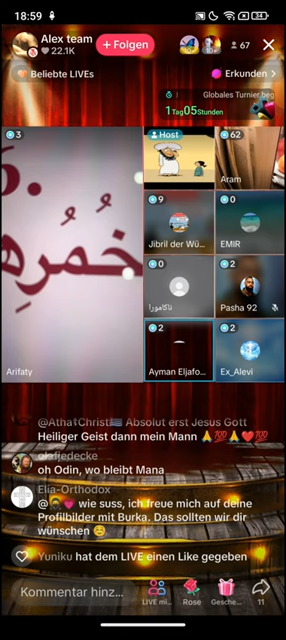 18:59
34
Alex team
22.1K
+ Folgen
67
Beliebte LIVEs
Erkunden >
Globales Turnier beg
1 Tag 05 Stunden
3
Host
62
خُمُرِهِ
Arifaty
Aram
9
0
Jibril der Wü...
EMIR
0
2
ناكامورا
Pasha 92
2
2
Ayman Eljafo...
Ex_Alevi
Absolut erst Jesus Gott
Heiliger Geist dann mein Mann 🙏💯🙏❤️💯
oh Odin, wo bleibt Mana
Elia-Orthodox
wie suss, ich freue mich auf deine
Profilbilder mit Burka. Das sollten wir dir
wünschen ☺️
Yuniku hat dem LIVE einen Like gegeben
Kommentar hinz...
LIVE mi...
Rose
Gesche...
11